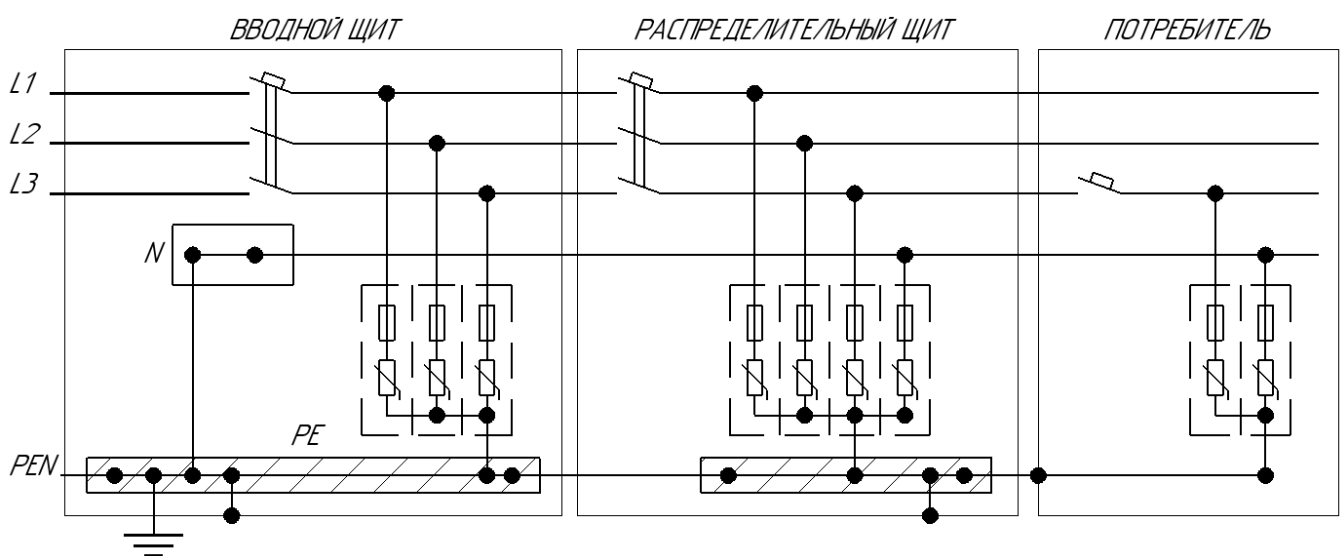 ВВОДНОЙ ЩИТ
РАСПРЕДЕЛИТЕЛЬНЫЙ ЩИТ
ПОТРЕБИТЕЛЬ
L1
L2
L3
N
PE
PEN